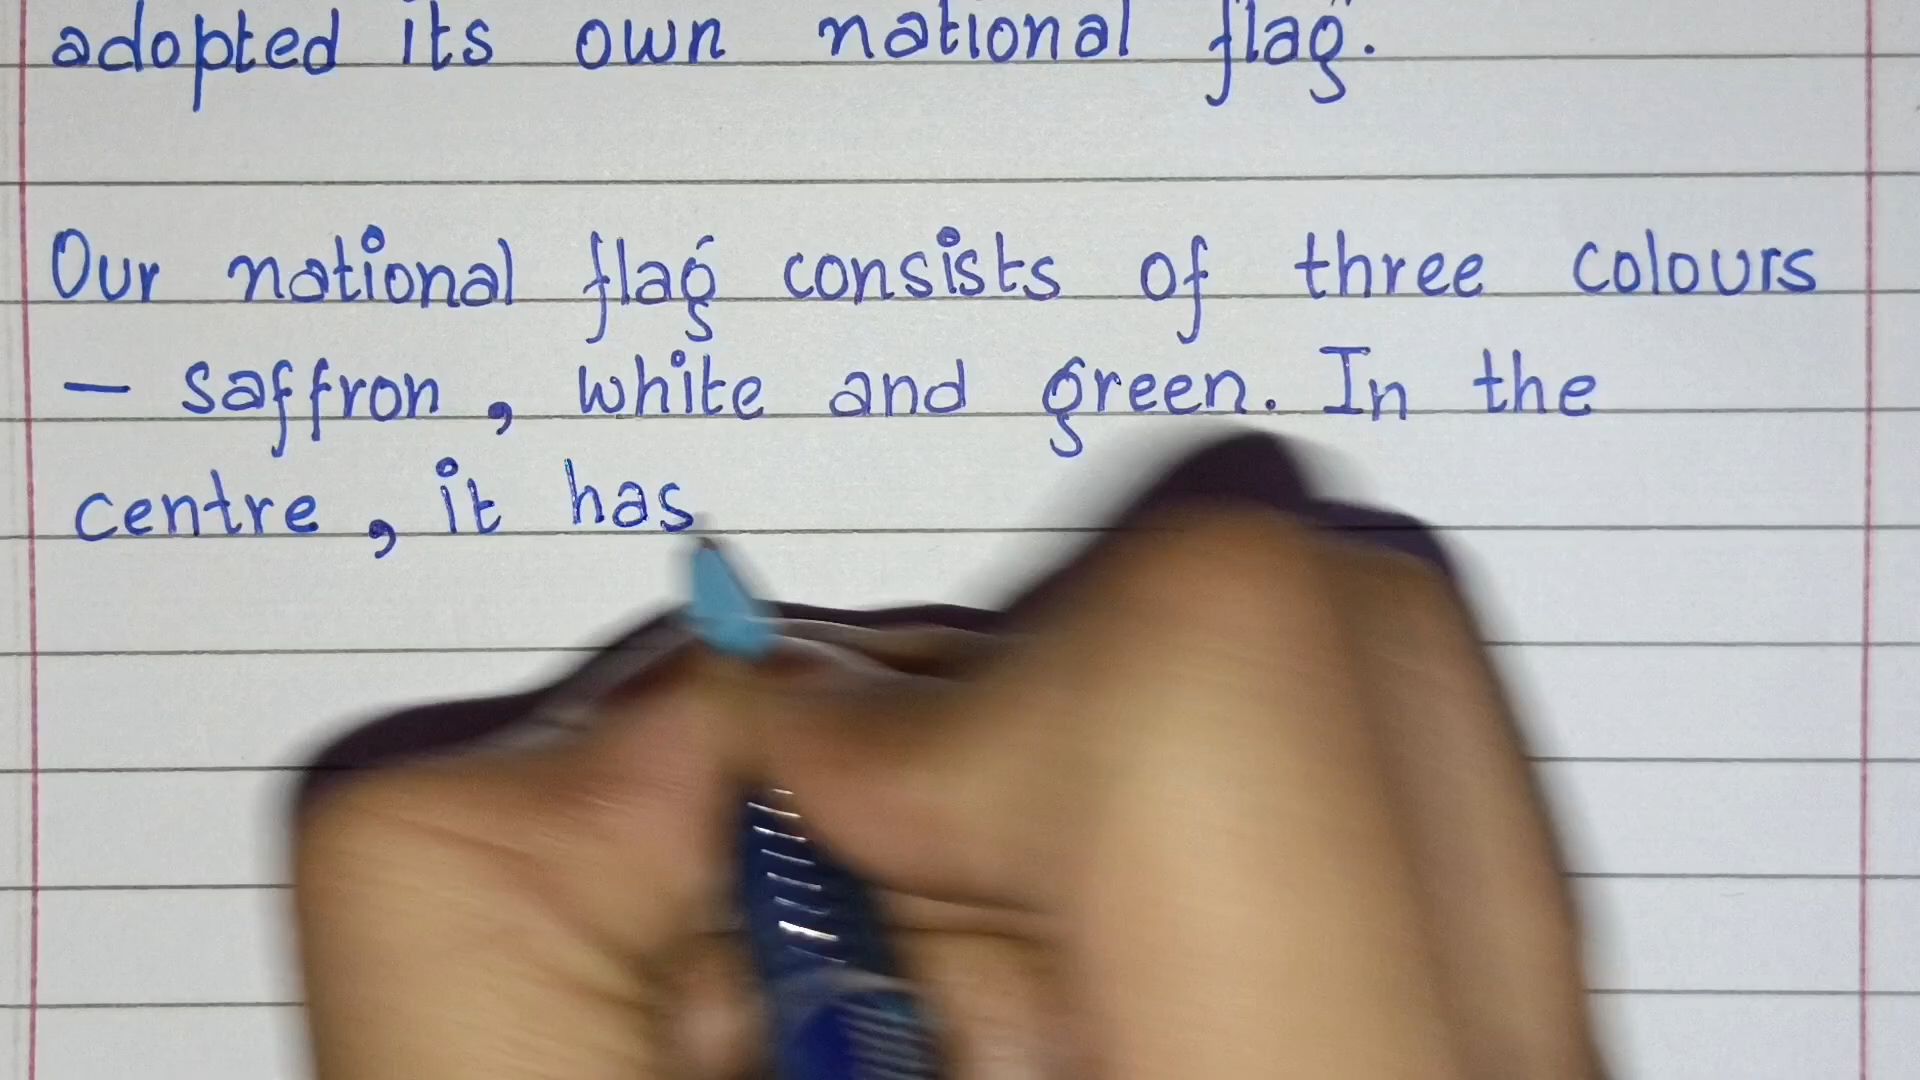 adopted its own national flag.
Our national flag consists of three colours
— saffron, white and green. In the
centre, it has